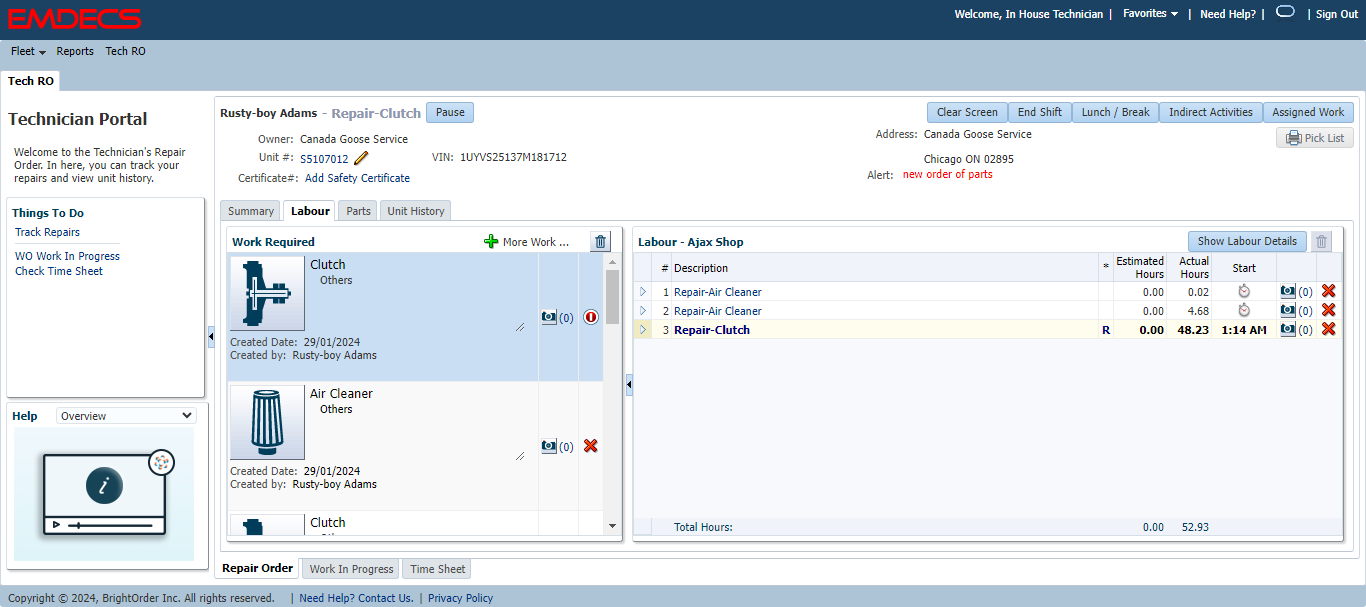 EMDECS
Welcome, In House Technician | Favorites | Need Help? | | Sign Out
Fleet Reports Tech RO
Tech RO
Technician Portal
Welcome to the Technician's Repair
Order. In here, you can track your
repairs and view unit history.
Things To Do
Track Repairs
WO Work In Progress
Check Time Sheet
Help Overview
Rusty-boy Adams - Repair-Clutch Pause
Clear Screen End Shift Lunch / Break Indirect Activities Assigned Work
Owner: Canada Goose Service
Unit #: S5107012 VIN: 1UYVS25137M181712
Certificate#: Add Safety Certificate
Address: Canada Goose Service
Pick List
Chicago ON 02895
Alert: new order of parts
Summary Labour Parts Unit History
Work Required More Work ...
Clutch
Others
(0)
Created Date: 29/01/2024
Created by: Rusty-boy Adams
Air Cleaner
Others
(0)
Created Date: 29/01/2024
Created by: Rusty-boy Adams
Clutch
Labour - Ajax Shop Show Labour Details
# Description * Estimated Hours Actual Hours Start
1 Repair-Air Cleaner 0.00 0.02 (0)
2 Repair-Air Cleaner 0.00 4.68 (0)
3 Repair-Clutch R 0.00 48.23 1:14 AM (0)
Total Hours: 0.00 52.93
Repair Order Work In Progress Time Sheet
Copyright © 2024, BrightOrder Inc. All rights reserved. | Need Help? Contact Us. | Privacy Policy